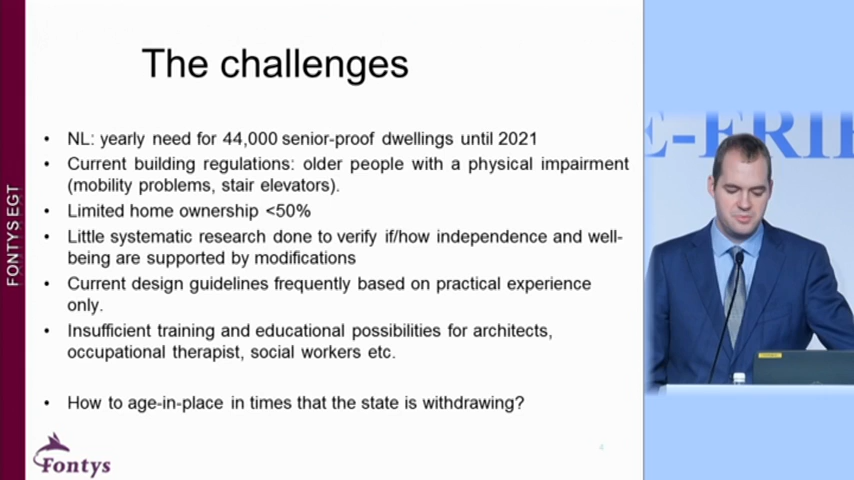 The challenges
• NL: yearly need for 44,000 senior-proof dwellings until 2021
• Current building regulations: older people with a physical impairment
(mobility problems, stair elevators).
• Limited home ownership <50%
• Little systematic research done to verify if/how independence and well-
being are supported by modifications
• Current design guidelines frequently based on practical experience
only.
• Insufficient training and educational possibilities for architects,
occupational therapist, social workers etc.
• How to age-in-place in times that the state is withdrawing?
FONTYS EGT
Fontys
4
E-FRIE